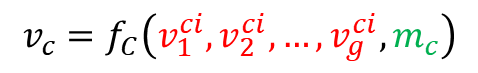 v_c = f_C(v_1^{ci}, v_2^{ci}, …, v_g^{ci}, m_c)